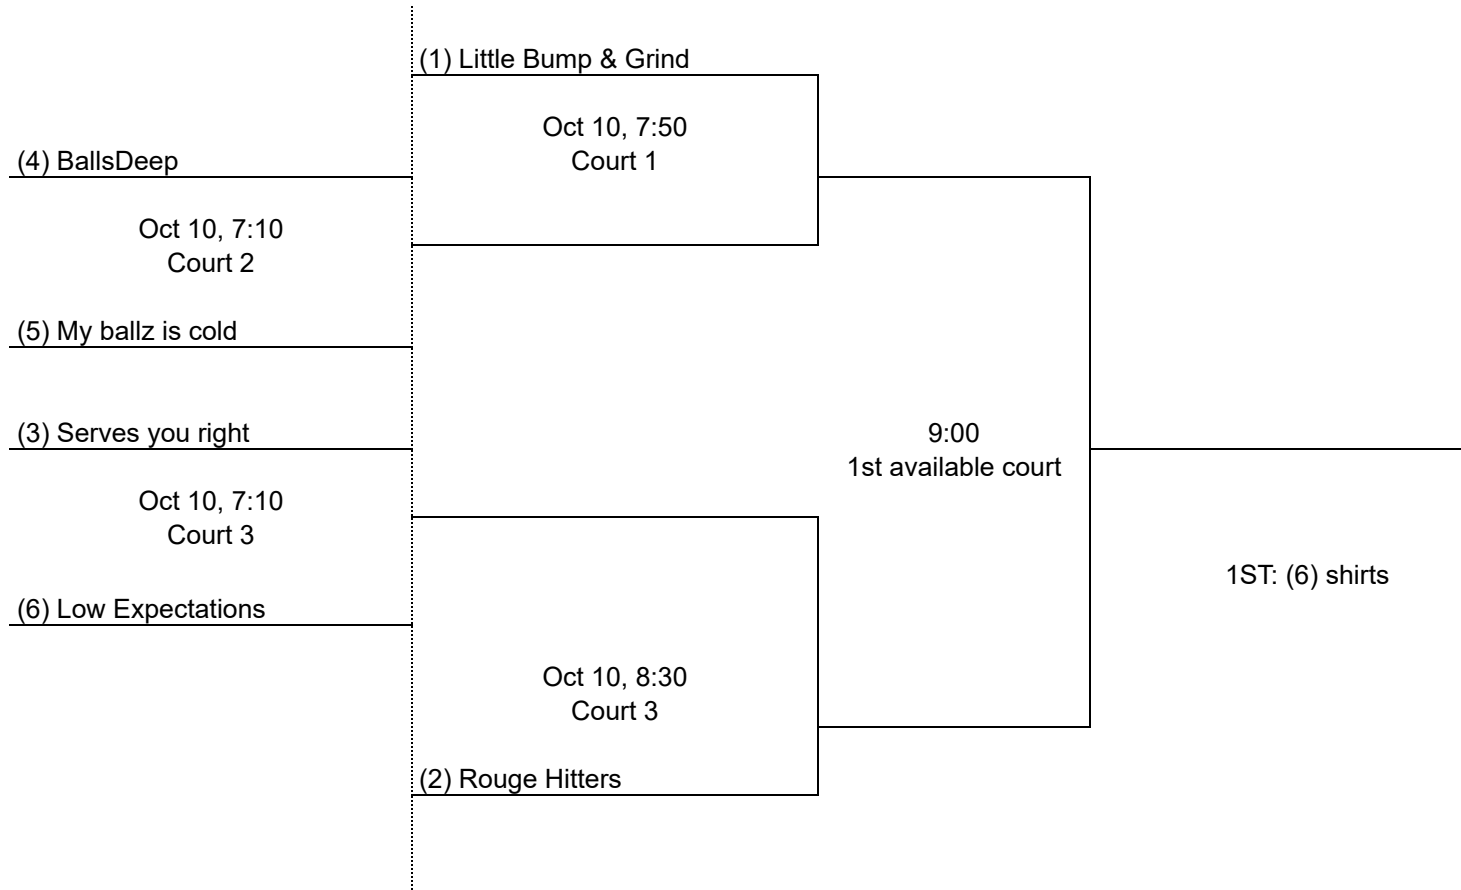 (1) Little Bump & Grind
Oct 10, 7:50
Court 1
(4) BallsDeep
Oct 10, 7:10
Court 2
(5) My ballz is cold
(3) Serves you right
9:00
1st available court
Oct 10, 7:10
Court 3
1ST: (6) shirts
(6) Low Expectations
Oct 10, 8:30
Court 3
(2) Rouge Hitters